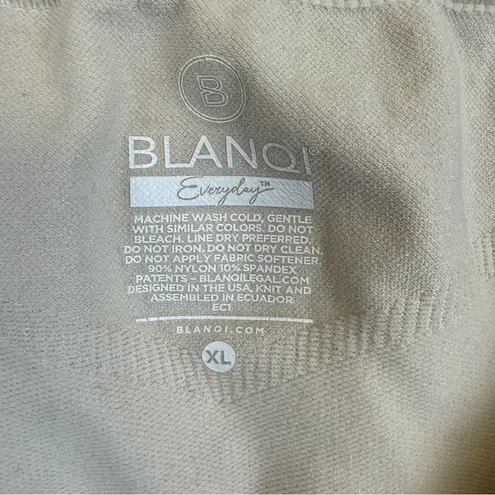 B
BLANQI®
Everyday™
MACHINE WASH COLD, GENTLE
WITH SIMILAR COLORS. DO NOT
BLEACH. LINE DRY PREFERRED.
DO NOT IRON. DO NOT DRY CLEAN.
DO NOT APPLY FABRIC SOFTENER.
90% NYLON 10% SPANDEX
PATENTS – BLANQILEGAL.COM
DESIGNED IN THE USA, KNIT AND
ASSEMBLED IN ECUADOR
EC1
BLANQI.COM
XL